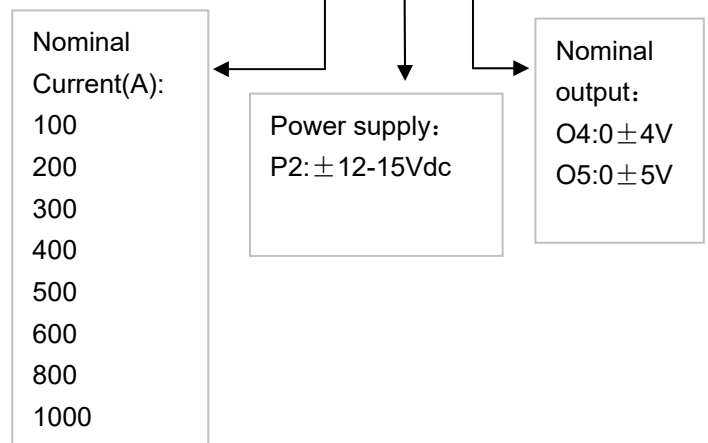 Nominal
Current(A):
100
200
300
400
500
600
800
1000
Power supply：
P2:±12-15Vdc
Nominal
output：
O4:0±4V
O5:0±5V